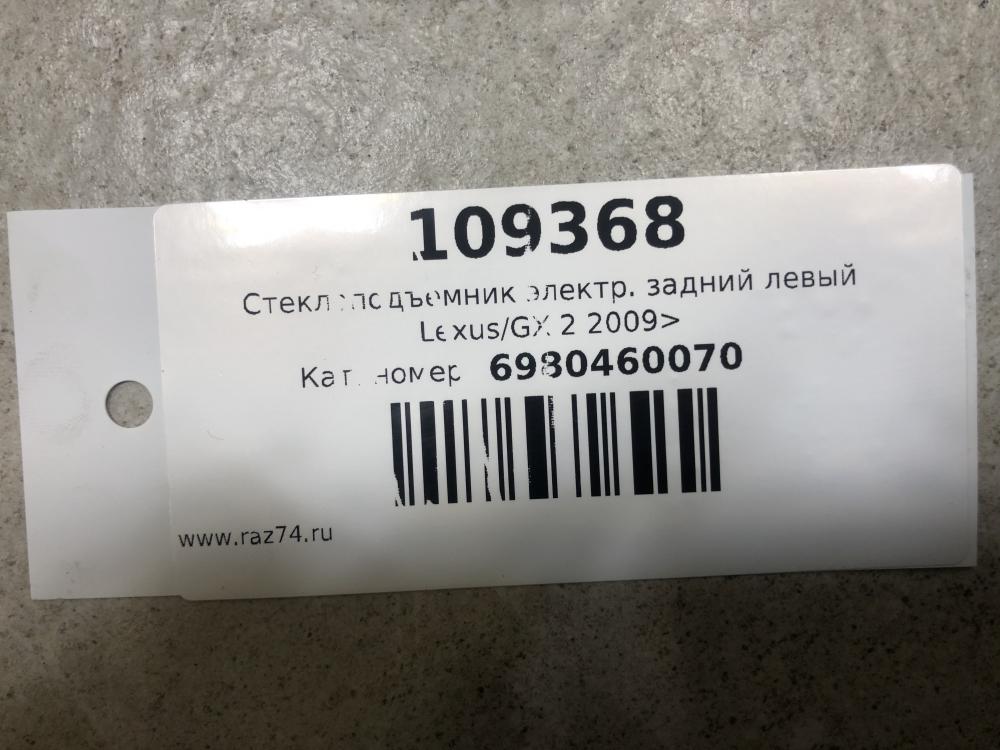 109368
Стеклоподъемник электр. задний левый
Lexus/GX 2 2009>
Кат. номер 6980460070
www.raz74.ru